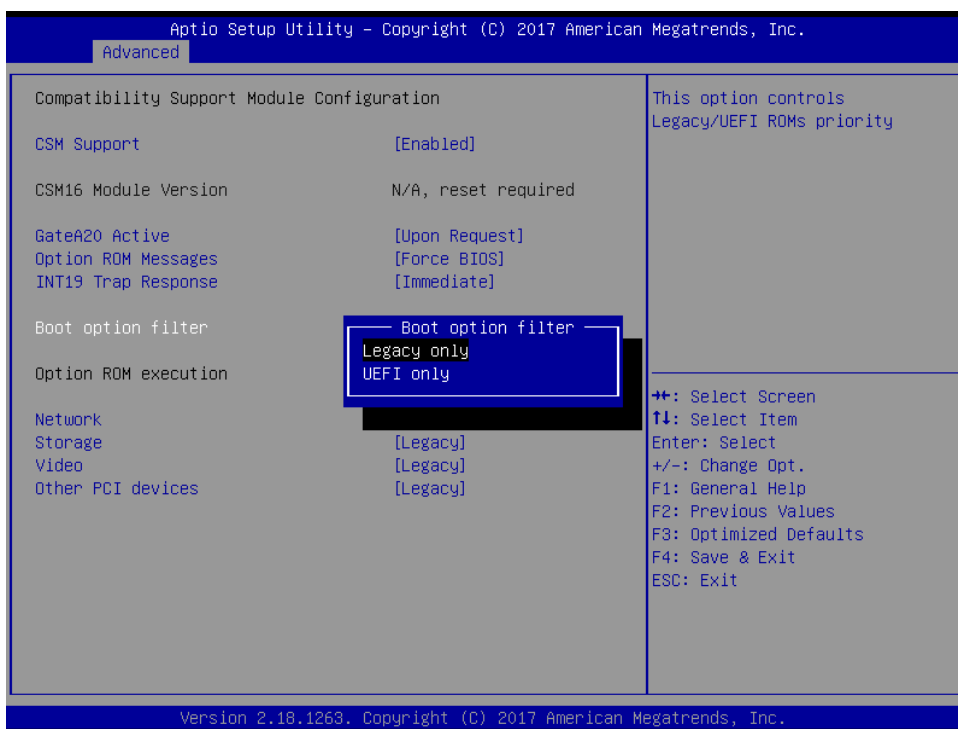 Aptio Setup Utility – Copyright (C) 2017 American Megatrends, Inc.
Advanced
Compatibility Support Module Configuration
CSM Support [Enabled]
CSM16 Module Version N/A, reset required
GateA20 Active [Upon Request]
Option ROM Messages [Force BIOS]
INT19 Trap Response [Immediate]
Boot option filter
Option ROM execution
Network
Storage [Legacy]
Video [Legacy]
Other PCI devices [Legacy]
Boot option filter
Legacy only
UEFI only
This option controls
Legacy/UEFI ROMs priority
→←: Select Screen
↑↓: Select Item
Enter: Select
+/-: Change Opt.
F1: General Help
F2: Previous Values
F3: Optimized Defaults
F4: Save & Exit
ESC: Exit
Version 2.18.1263. Copyright (C) 2017 American Megatrends, Inc.